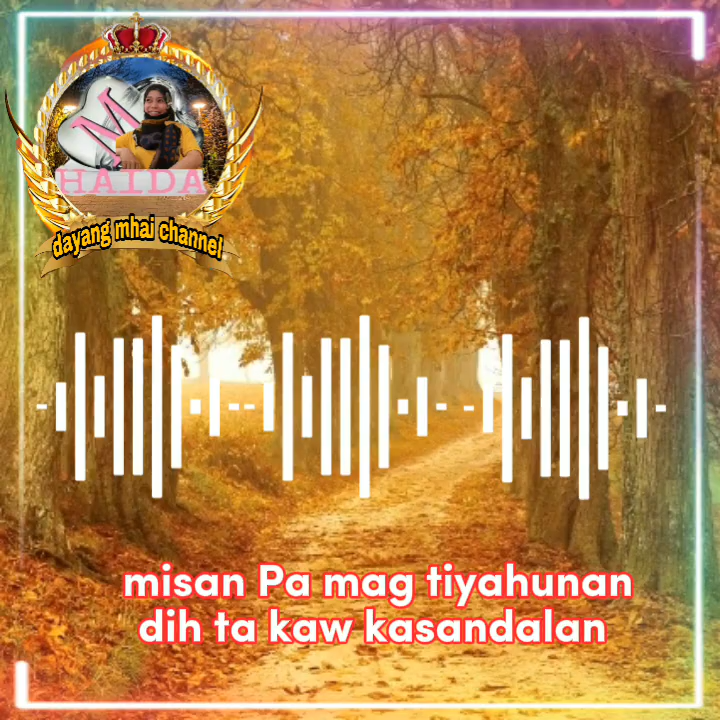 M
HAIDA
dayang mhai channel
misan Pa mag tiyahunan
dih ta kaw kasandalan